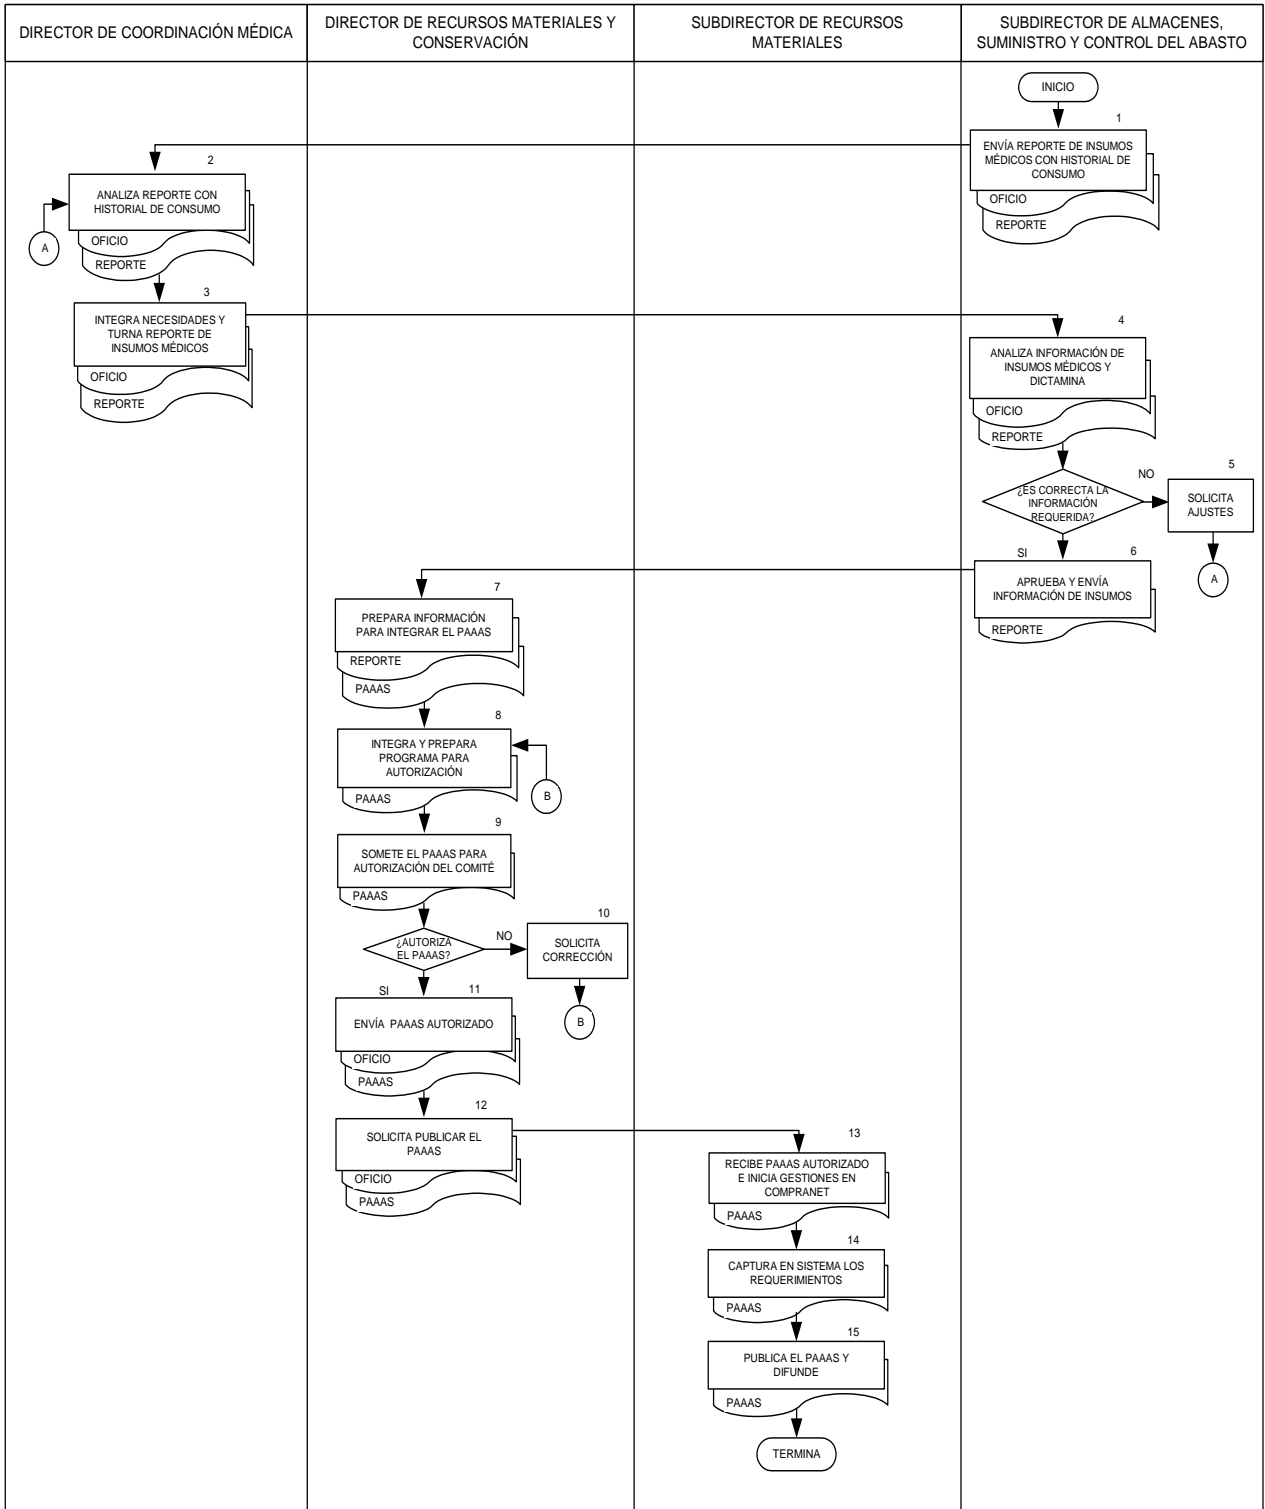 DIRECTOR DE COORDINACIÓN MÉDICA
DIRECTOR DE RECURSOS MATERIALES Y
CONSERVACIÓN
SUBDIRECTOR DE RECURSOS
MATERIALES
SUBDIRECTOR DE ALMACENES,
SUMINISTRO Y CONTROL DEL ABASTO
INICIO
1
ENVÍA REPORTE DE INSUMOS
MÉDICOS CON HISTORIAL DE
CONSUMO
OFICIO
REPORTE
2
ANALIZA REPORTE CON
HISTORIAL DE CONSUMO
OFICIO
REPORTE
A
3
INTEGRA NECESIDADES Y
TURNA REPORTE DE
INSUMOS MÉDICOS
OFICIO
REPORTE
4
ANALIZA INFORMACIÓN DE
INSUMOS MÉDICOS Y
DICTAMINA
OFICIO
REPORTE
¿ES CORRECTA LA
INFORMACIÓN
REQUERIDA?
NO
5
SOLICITA
AJUSTES
A
SI
6
APRUEBA Y ENVÍA
INFORMACIÓN DE INSUMOS
REPORTE
7
PREPARA INFORMACIÓN
PARA INTEGRAR EL PAAAS
REPORTE
PAAAS
8
INTEGRA Y PREPARA
PROGRAMA PARA
AUTORIZACIÓN
PAAAS
B
9
SOMETE EL PAAAS PARA
AUTORIZACIÓN DEL COMITÉ
PAAAS
¿AUTORIZA
EL PAAAS?
NO
10
SOLICITA
CORRECCIÓN
B
SI
11
ENVÍA PAAAS AUTORIZADO
OFICIO
PAAAS
12
SOLICITA PUBLICAR EL
PAAAS
OFICIO
PAAAS
13
RECIBE PAAAS AUTORIZADO
E INICIA GESTIONES EN
COMPRANET
PAAAS
14
CAPTURA EN SISTEMA LOS
REQUERIMIENTOS
PAAAS
15
PUBLICA EL PAAAS Y
DIFUNDE
PAAAS
TERMINA